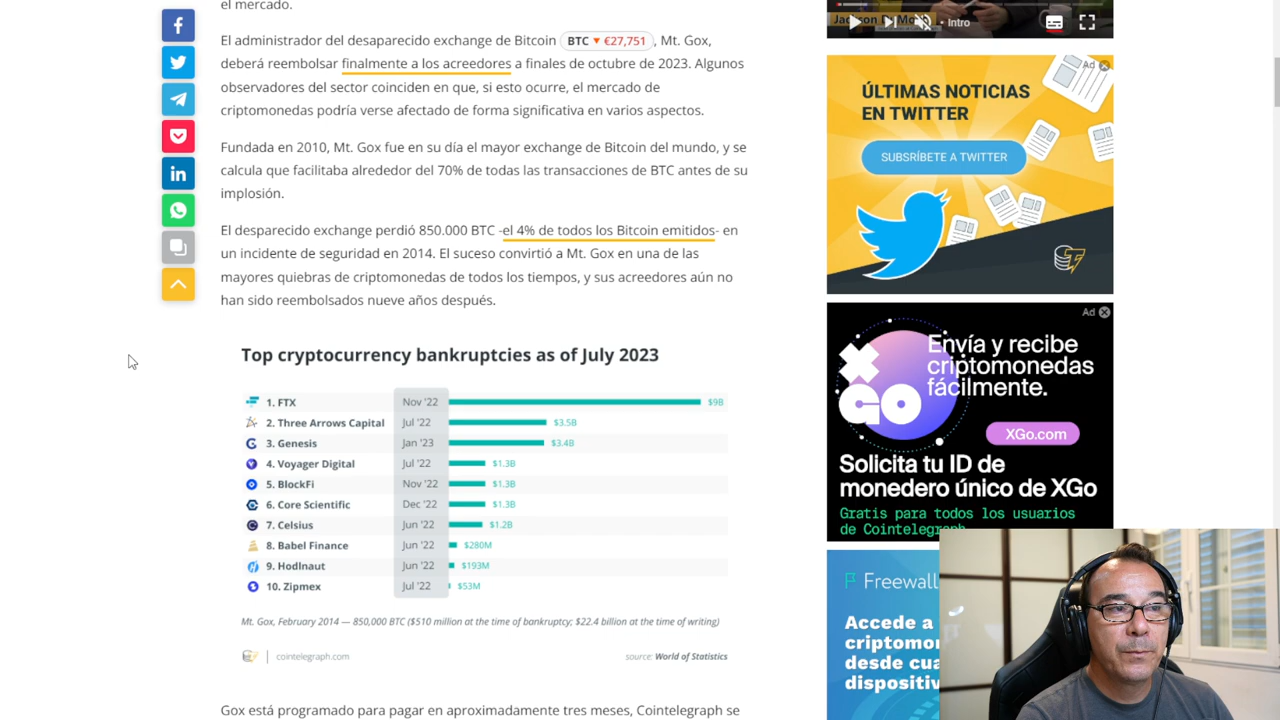 el mercado.
El administrador del desaparecido exchange de Bitcoin BTC ▼ €27,751 , Mt. Gox,
deberá reembolsar finalmente a los acreedores a finales de octubre de 2023. Algunos
observadores del sector coinciden en que, si esto ocurre, el mercado de
criptomonedas podría verse afectado de forma significativa en varios aspectos.
Fundada en 2010, Mt. Gox fue en su día el mayor exchange de Bitcoin del mundo, y se
calcula que facilitaba alrededor del 70% de todas las transacciones de BTC antes de su
implosión.
El desparecido exchange perdió 850.000 BTC -el 4% de todos los Bitcoin emitidos- en
un incidente de seguridad en 2014. El suceso convirtió a Mt. Gox en una de las
mayores quiebras de criptomonedas de todos los tiempos, y sus acreedores aún no
han sido reembolsados nueve años después.
Top cryptocurrency bankruptcies as of July 2023
1. FTX Nov '22 $9B
2. Three Arrows Capital Jul '22 $3.5B
3. Genesis Jan '23 $3.4B
4. Voyager Digital Jul '22 $1.3B
5. BlockFi Nov '22 $1.3B
6. Core Scientific Dec '22 $1.3B
7. Celsius Jun '22 $1.2B
8. Babel Finance Jun '22 $280M
9. Hodlnaut Jun '22 $193M
10. Zipmex Jul '22 $53M
Mt. Gox, February 2014 — 850,000 BTC ($510 million at the time of bankruptcy; $22.4 billion at the time of writing)
cointelegraph.com source: World of Statistics
Gox está programado para pagar en aproximadamente tres meses, Cointelegraph se
• Intro
Ad
ÚLTIMAS NOTICIAS
EN TWITTER
SUBSRÍBETE A TWITTER
Ad
Envía y recibe
criptomonedas
fácilmente.
XGO
XGo.com
Solicita tu ID de
monedero único de XGo
Gratis para todos los usuarios
de Cointelegraph
Freewall
Accede a
criptomo
desde cua
dispositiv